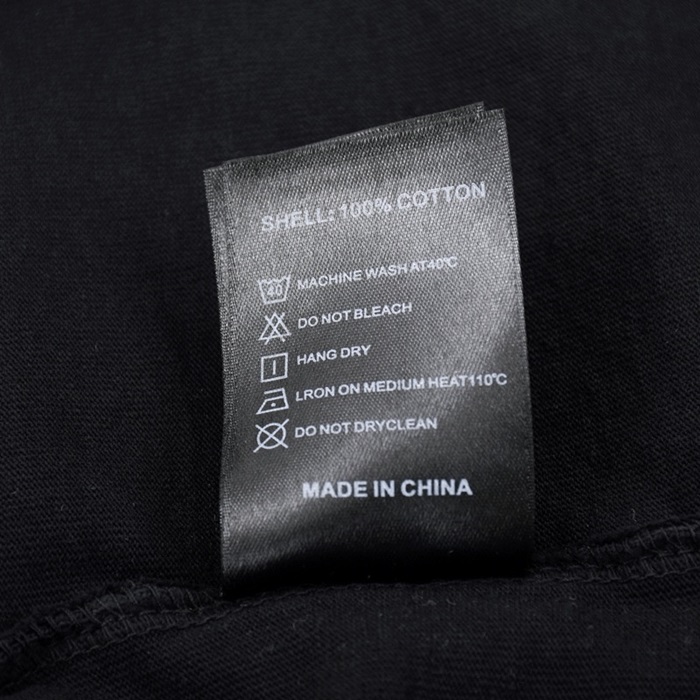 SHELL: 100% COTTON
40 MACHINE WASH AT40℃
DO NOT BLEACH
HANG DRY
LRON ON MEDIUM HEAT110℃
DO NOT DRYCLEAN
MADE IN CHINA